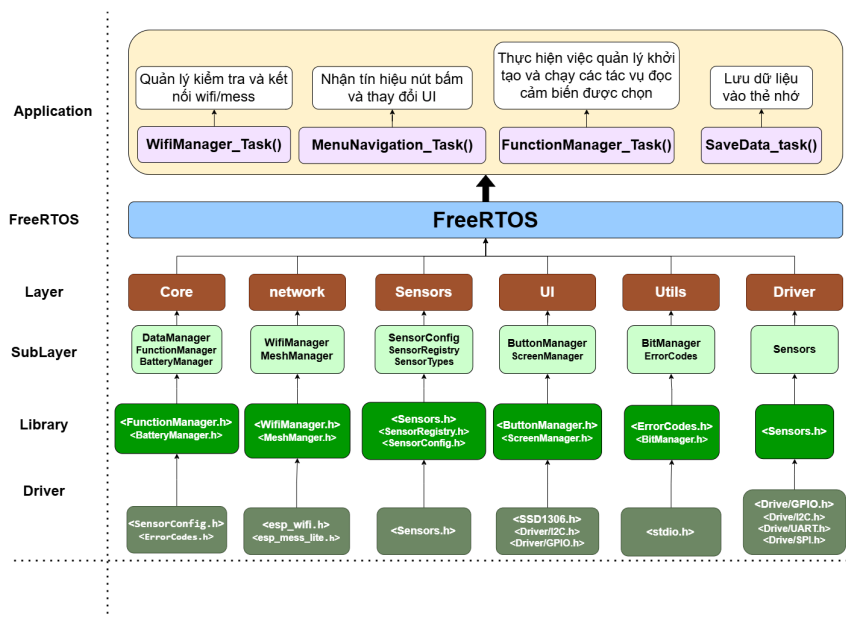 Application
Quản lý kiểm tra và kết
nối wifi/mess
Nhận tín hiệu nút bấm
và thay đổi UI
Thực hiện việc quản lý khởi
tạo và chạy các tác vụ đọc
cảm biến được chọn
Lưu dữ liệu
vào thẻ nhớ
WifiManager_Task()
MenuNavigation_Task()
FunctionManager_Task()
SaveData_task()
FreeRTOS
FreeRTOS
Layer
Core
network
Sensors
UI
Utils
Driver
SubLayer
DataManager
FunctionManager
BatteryManager
WifiManager
MeshManager
SensorConfig
SensorRegistry
SensorTypes
ButtonManager
ScreenManager
BitManager
ErrorCodes
Sensors
Library
<FunctionManager.h>
<BatteryManager.h>
<WifiManager.h>
<MeshManger.h>
<Sensors.h>
<SensorRegistry.h>
<SensorConfig.h>
<ButtonManager.h>
<ScreenManager.h>
<ErrorCodes.h>
<BitManager.h>
<Sensors.h>
Driver
<SensorConfig.h>
<ErrorCodes.h>
<esp_wifi.h>
<esp_mess_lite.h>
<Sensors.h>
<SSD1306.h>
<Driver/I2C.h>
<Driver/GPIO.h>
<stdio.h>
<Drive/GPIO.h>
<Drive/I2C.h>
<Drive/UART.h>
<Drive/SPI.h>